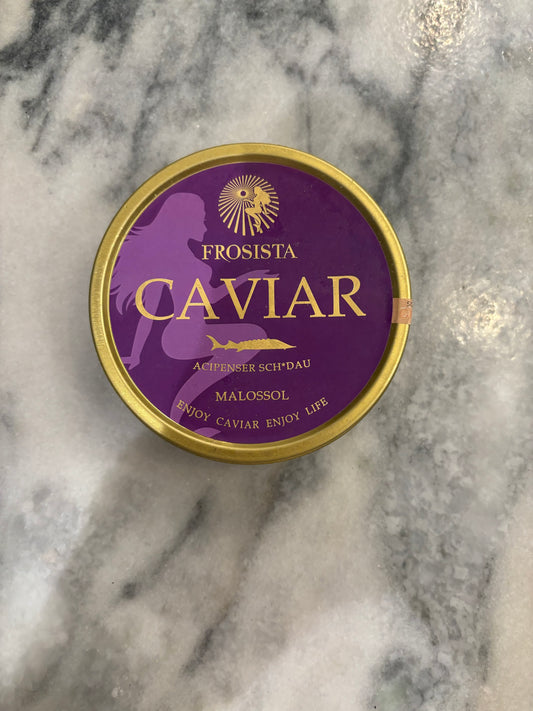 FROSISTA
CAVIAR
ACIPENSER SCH*DAU
MALOSSOL
ENJOY CAVIAR ENJOY LIFE